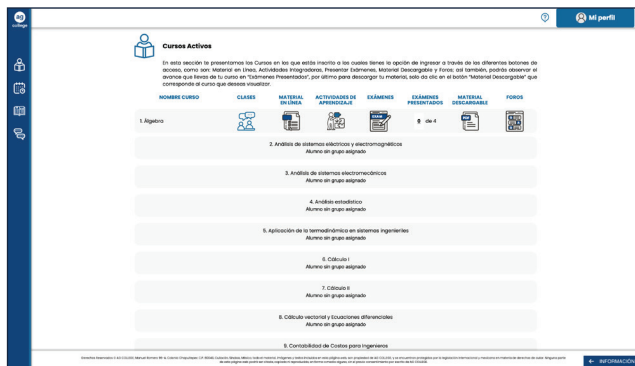 ag
college
? Mi perfil
Cursos Activos
En esta sección te presentamos los Cursos en los que estás inscrito a los cuales tienes la opción de ingresar a través de los diferentes botones de
acceso, como son: Material en Línea, Actividades Integradoras, Presentar Exámenes, Material Descargable y Foros; así también, podrás observar el
avance que llevas de tu curso en "Exámenes Presentados", por último para descargar tu material, solo da clic en el botón "Material Descargable" que
corresponde al curso que deseas visualizar.
NOMBRE CURSO CLASES MATERIAL EN LÍNEA ACTIVIDADES DE APRENDIZAJE EXÁMENES EXÁMENES PRESENTADOS MATERIAL DESCARGABLE FOROS
1. Álgebra EXAM 0 de 4 PDF
2. Análisis de sistemas eléctricos y electromagnéticos
Alumno sin grupo asignado
3. Análisis de sistemas electromecánicos
Alumno sin grupo asignado
4. Análisis estadístico
Alumno sin grupo asignado
5. Aplicación de la termodinámica en sistemas ingenieriles
Alumno sin grupo asignado
6. Cálculo I
Alumno sin grupo asignado
7. Cálculo II
Alumno sin grupo asignado
8. Cálculo vectorial y Ecuaciones diferenciales
Alumno sin grupo asignado
9. Contabilidad de Costos para Ingenieros
← INFORMACIÓN